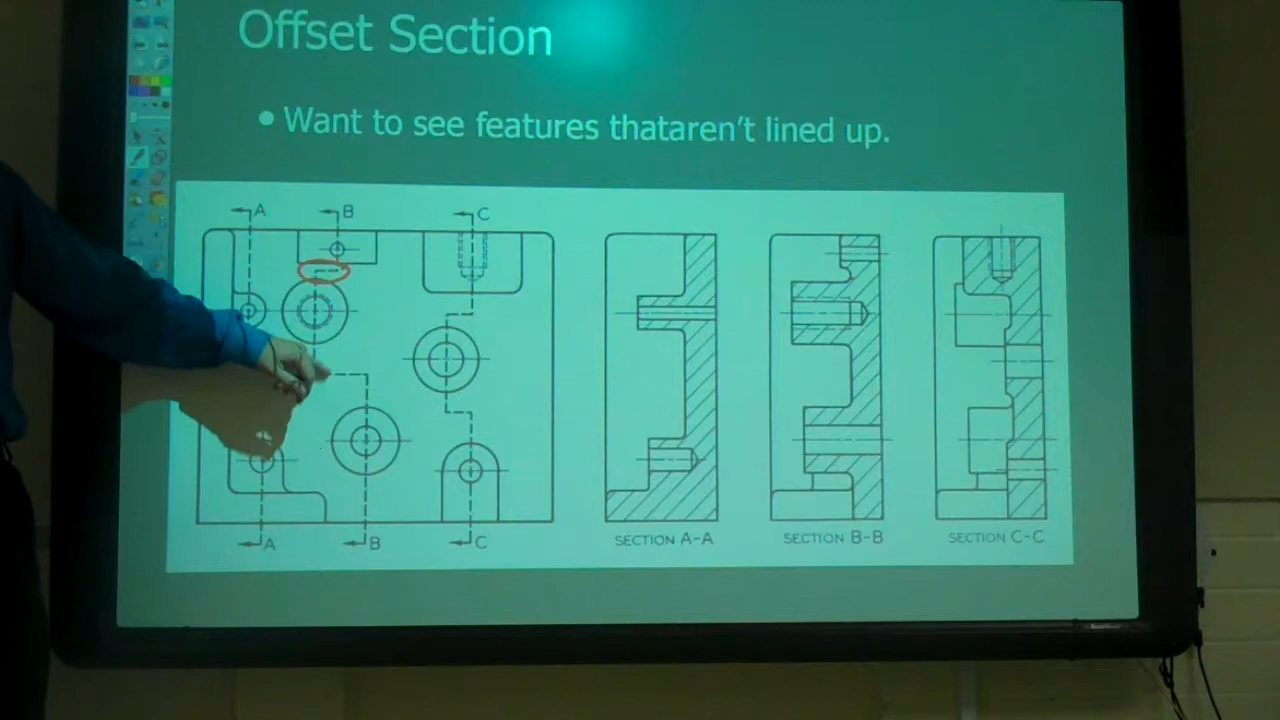 Offset Section
• Want to see features thataren't lined up.
A B C
A B C
SECTION A-A SECTION B-B SECTION C-C